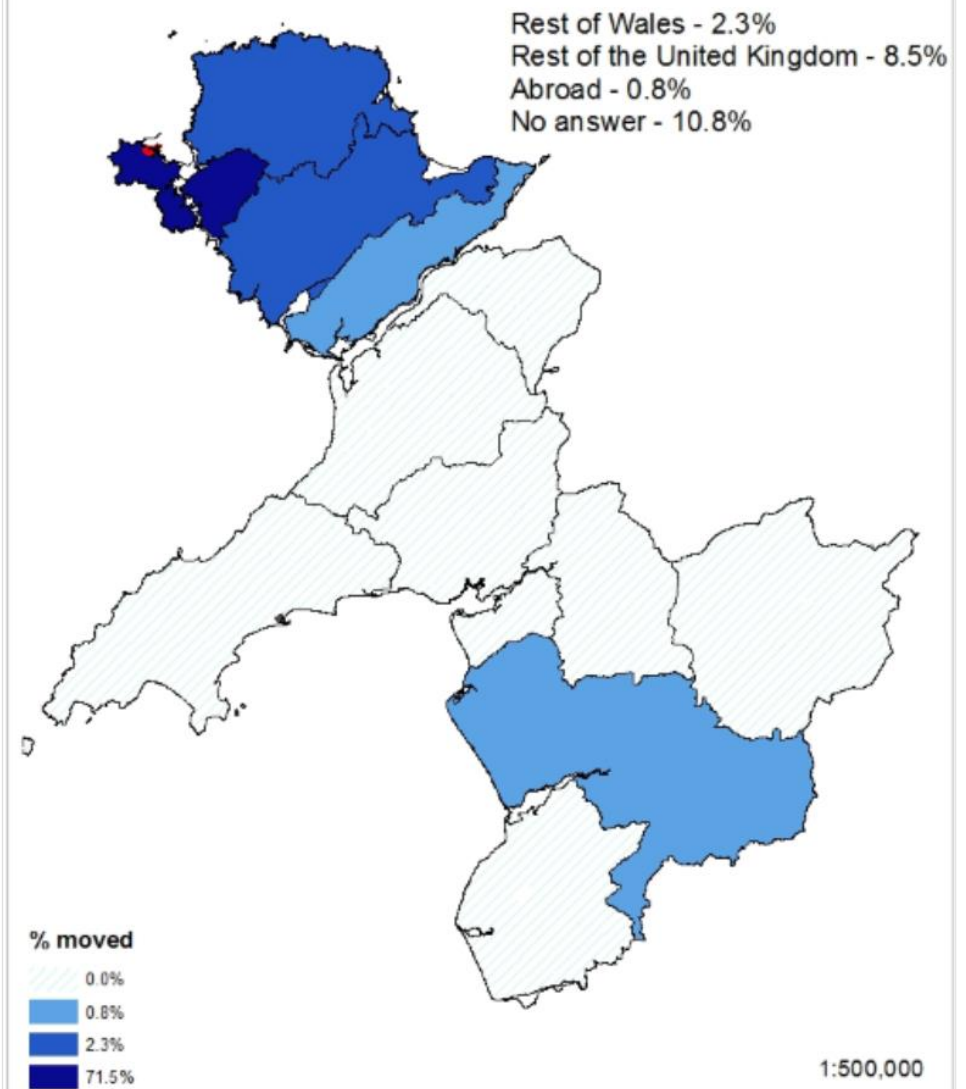 Rest of Wales - 2.3%
Rest of the United Kingdom - 8.5%
Abroad - 0.8%
No answer - 10.8%
% moved
0.0%
0.8%
2.3%
71.5%
1:500,000